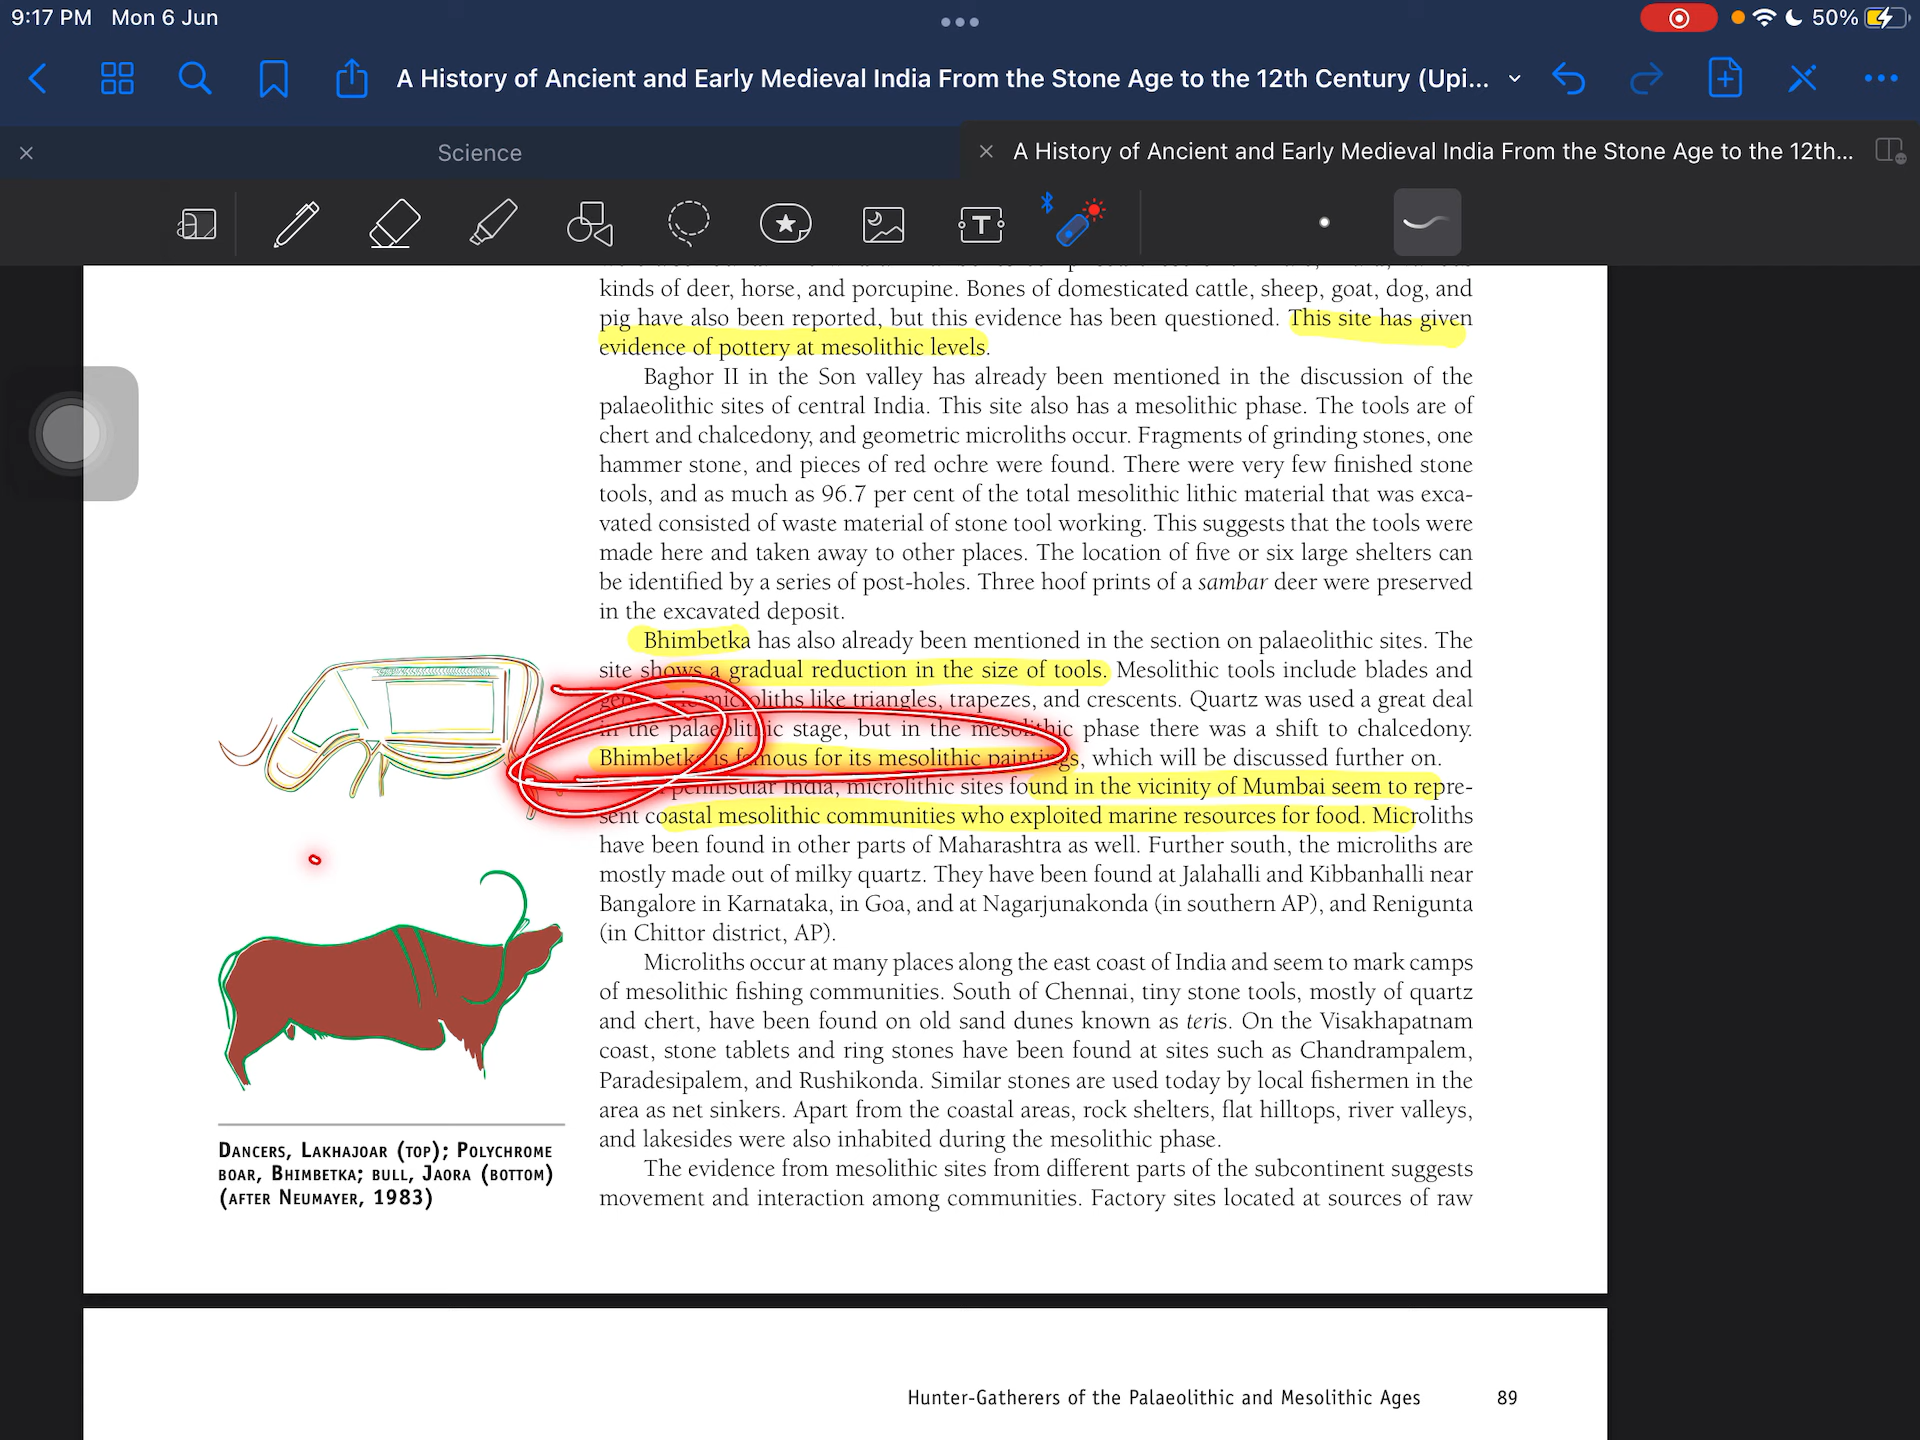 9:17 PM Mon 6 Jun
50%
A History of Ancient and Early Medieval India From the Stone Age to the 12th Century (Upi...
Science
A History of Ancient and Early Medieval India From the Stone Age to the 12th...
kinds of deer, horse, and porcupine. Bones of domesticated cattle, sheep, goat, dog, and
pig have also been reported, but this evidence has been questioned. This site has given
evidence of pottery at mesolithic levels.
Baghor II in the Son valley has already been mentioned in the discussion of the
palaeolithic sites of central India. This site also has a mesolithic phase. The tools are of
chert and chalcedony, and geometric microliths occur. Fragments of grinding stones, one
hammer stone, and pieces of red ochre were found. There were very few finished stone
tools, and as much as 96.7 per cent of the total mesolithic lithic material that was exca-
vated consisted of waste material of stone tool working. This suggests that the tools were
made here and taken away to other places. The location of five or six large shelters can
be identified by a series of post-holes. Three hoof prints of a sambar deer were preserved
in the excavated deposit.
Bhimbetka has also already been mentioned in the section on palaeolithic sites. The
site shows a gradual reduction in the size of tools. Mesolithic tools include blades and
microliths like triangles, trapezes, and crescents. Quartz was used a great deal
in the palaeolithic stage, but in the mesolithic phase there was a shift to chalcedony.
Bhimbetka is famous for its mesolithic paintings, which will be discussed further on.
peninsular India, microlithic sites found in the vicinity of Mumbai seem to repre-
sent coastal mesolithic communities who exploited marine resources for food. Microliths
have been found in other parts of Maharashtra as well. Further south, the microliths are
mostly made out of milky quartz. They have been found at Jalahalli and Kibbanhalli near
Bangalore in Karnataka, in Goa, and at Nagarjunakonda (in southern AP), and Renigunta
(in Chittor district, AP).
Microliths occur at many places along the east coast of India and seem to mark camps
of mesolithic fishing communities. South of Chennai, tiny stone tools, mostly of quartz
and chert, have been found on old sand dunes known as teris. On the Visakhapatnam
coast, stone tablets and ring stones have been found at sites such as Chandrampalem,
Paradesipalem, and Rushikonda. Similar stones are used today by local fishermen in the
area as net sinkers. Apart from the coastal areas, rock shelters, flat hilltops, river valleys,
and lakesides were also inhabited during the mesolithic phase.
The evidence from mesolithic sites from different parts of the subcontinent suggests
movement and interaction among communities. Factory sites located at sources of raw
DANCERS, LAKHAJOAR (TOP); POLYCHROME
BOAR, BHIMBETKA; BULL, JAORA (BOTTOM)
(AFTER NEUMAYER, 1983)
Hunter-Gatherers of the Palaeolithic and Mesolithic Ages 89